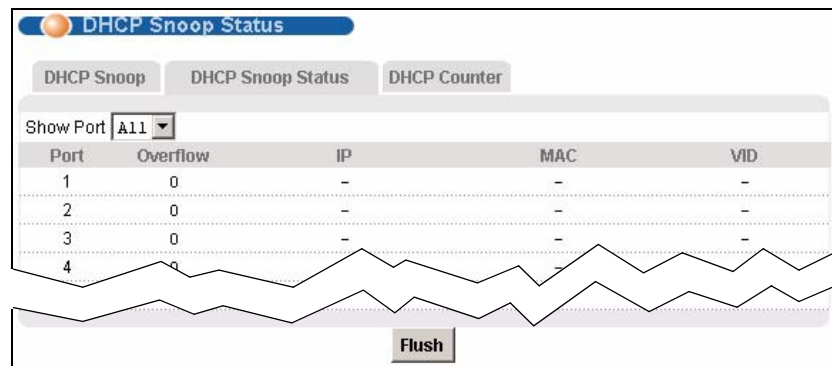 DHCP Snoop Status
DHCP Snoop DHCP Snoop Status DHCP Counter
Show Port All
Port Overflow IP MAC VID
1 0 - - -
2 0 - - -
3 0 - - -
4 0 -
Flush